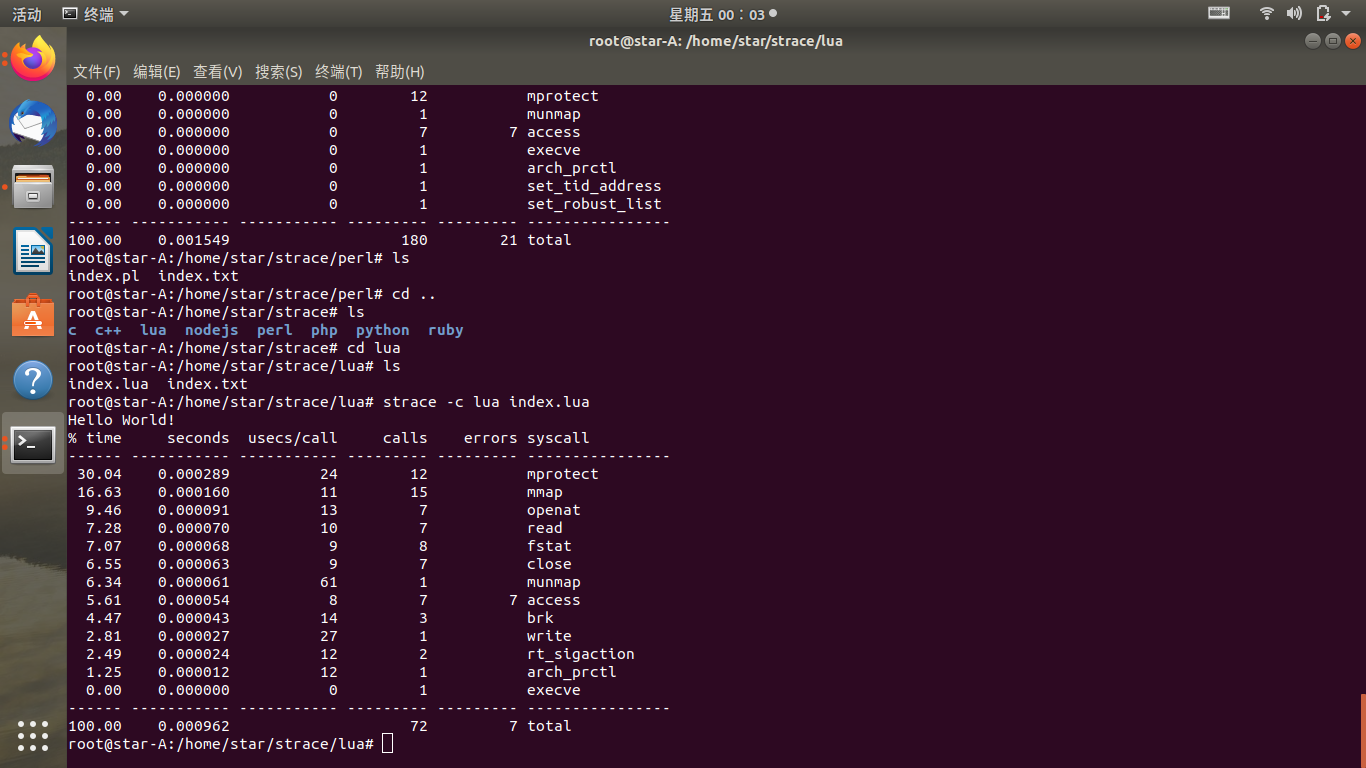 活动 终端 星期五 00：03
root@star-A: /home/star/strace/lua
文件(F) 编辑(E) 查看(V) 搜索(S) 终端(T) 帮助(H)
  0.00    0.000000           0        12           mprotect
  0.00    0.000000           0         1           munmap
  0.00    0.000000           0         7         7 access
  0.00    0.000000           0         1           execve
  0.00    0.000000           0         1           arch_prctl
  0.00    0.000000           0         1           set_tid_address
  0.00    0.000000           0         1           set_robust_list
------ ----------- ----------- --------- --------- ----------------
100.00    0.001549                   180        21 total
root@star-A:/home/star/strace/perl# ls
index.pl  index.txt
root@star-A:/home/star/strace/perl# cd ..
root@star-A:/home/star/strace# ls
c  c++  lua  nodejs  perl  php  python  ruby
root@star-A:/home/star/strace# cd lua
root@star-A:/home/star/strace/lua# ls
index.lua  index.txt
root@star-A:/home/star/strace/lua# strace -c lua index.lua
Hello World!
% time     seconds  usecs/call     calls    errors syscall
------ ----------- ----------- --------- --------- ----------------
 30.04    0.000289          24        12           mprotect
 16.63    0.000160          11        15           mmap
  9.46    0.000091          13         7           openat
  7.28    0.000070          10         7           read
  7.07    0.000068           9         8           fstat
  6.55    0.000063           9         7           close
  6.34    0.000061          61         1           munmap
  5.61    0.000054           8         7         7 access
  4.47    0.000043          14         3           brk
  2.81    0.000027          27         1           write
  2.49    0.000024          12         2           rt_sigaction
  1.25    0.000012          12         1           arch_prctl
  0.00    0.000000           0         1           execve
------ ----------- ----------- --------- --------- ----------------
100.00    0.000962                    72         7 total
root@star-A:/home/star/strace/lua#